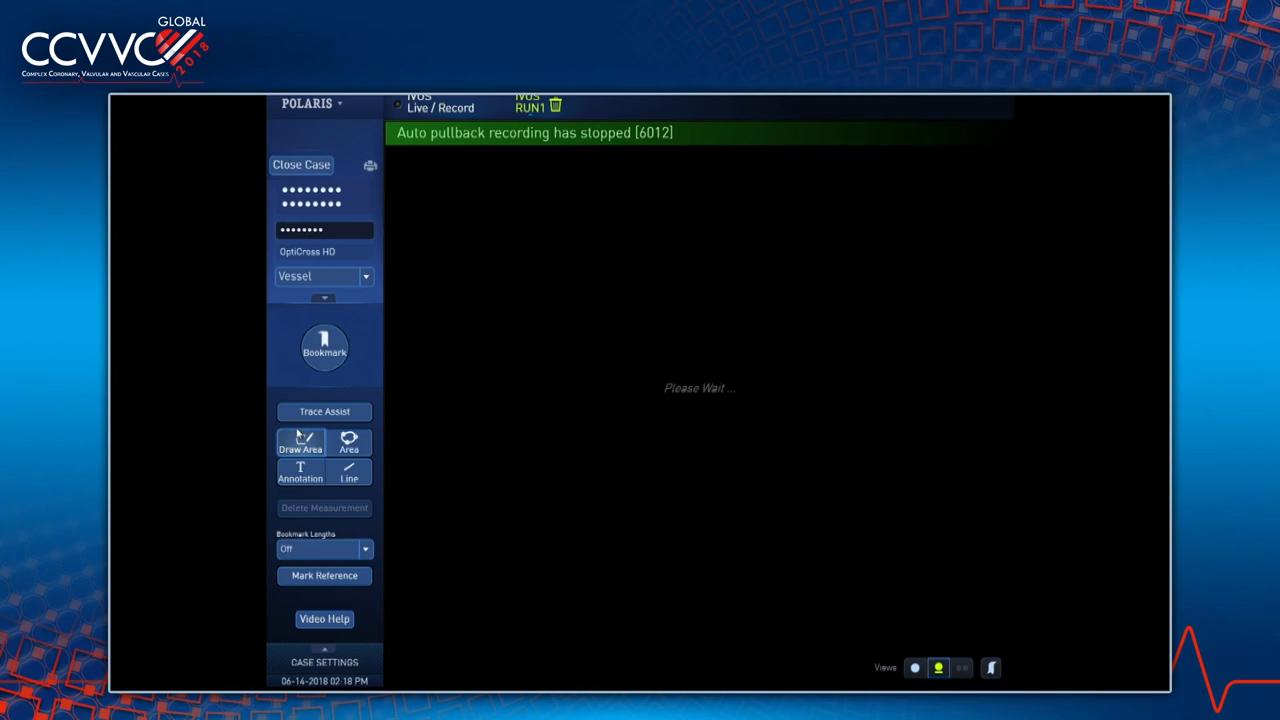 GLOBAL
CCVVC 2018
COMPLEX CORONARY, VALVULAR AND VASCULAR CASES
POLARIS
IVUS
Live / Record
IVUS
RUN1
Auto pullback recording has stopped [6012]
Close Case
OptiCross HD
Vessel
Bookmark
Please Wait ...
Trace Assist
Draw Area
Area
Annotation
Line
Delete Measurement
Bookmark Lengths
Off
Mark Reference
Video Help
CASE SETTINGS
Views
06-14-2018 02:18 PM